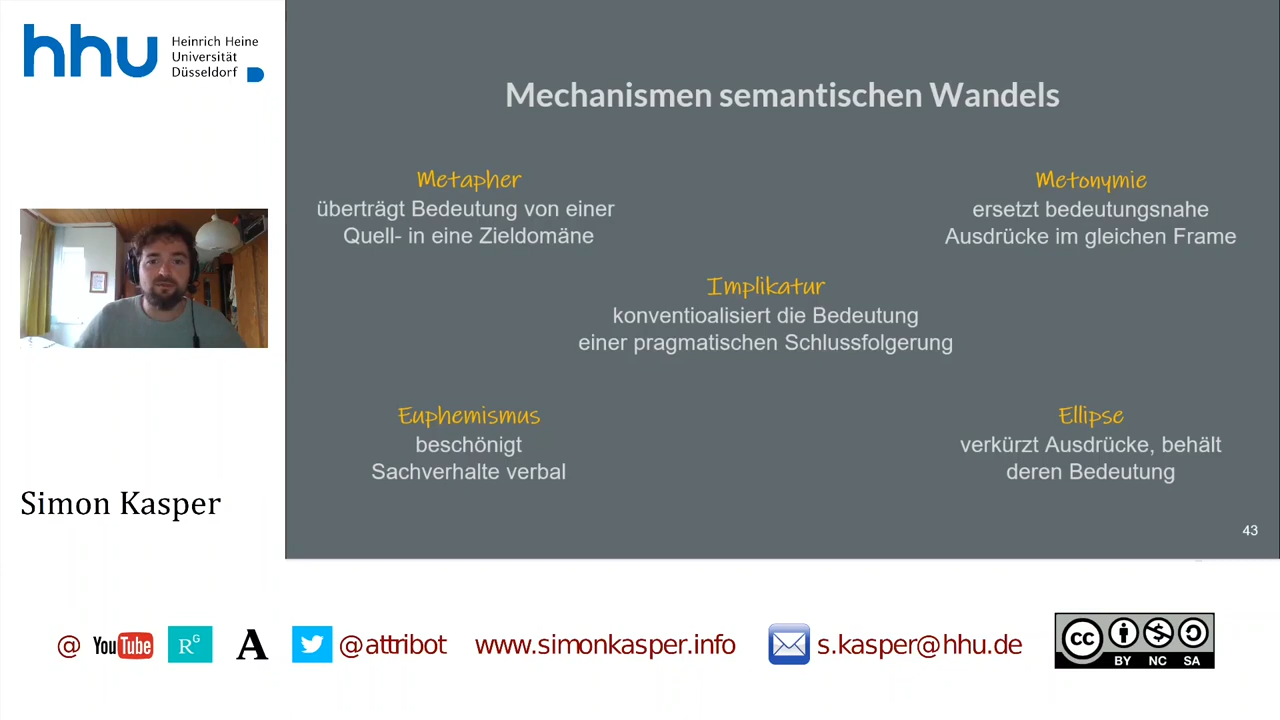 hhu
Heinrich Heine
Universität
Düsseldorf
Mechanismen semantischen Wandels
Metapher
überträgt Bedeutung von einer
Quell- in eine Zieldomäne
Metonymie
ersetzt bedeutungsnahe
Ausdrücke im gleichen Frame
Implikatur
konventioalisiert die Bedeutung
einer pragmatischen Schlussfolgerung
Euphemismus
beschönigt
Sachverhalte verbal
Ellipse
verkürzt Ausdrücke, behält
deren Bedeutung
43
Simon Kasper
@ YouTube RG A @attribot www.simonkasper.info s.kasper@hhu.de
cc BY NC SA